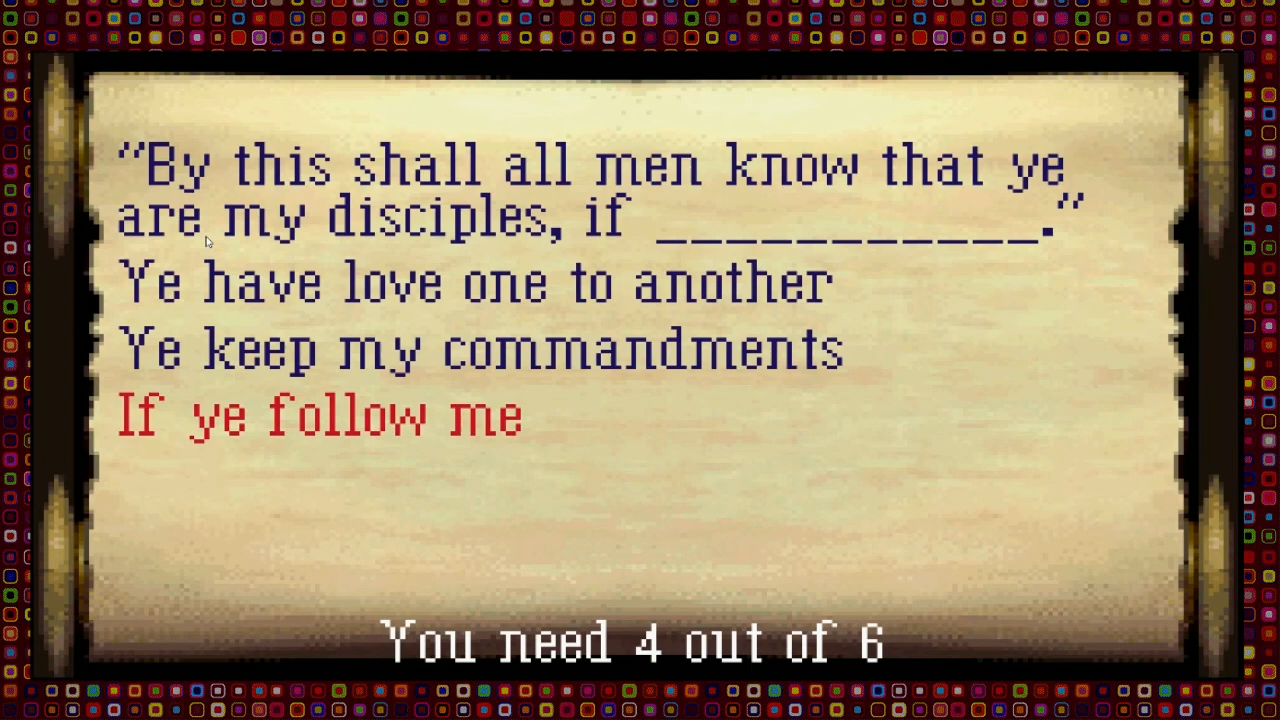 “By this shall all men know that ye
are my disciples, if ___________.”
Ye have love one to another
Ye keep my commandments
If ye follow me
You need 4 out of 6